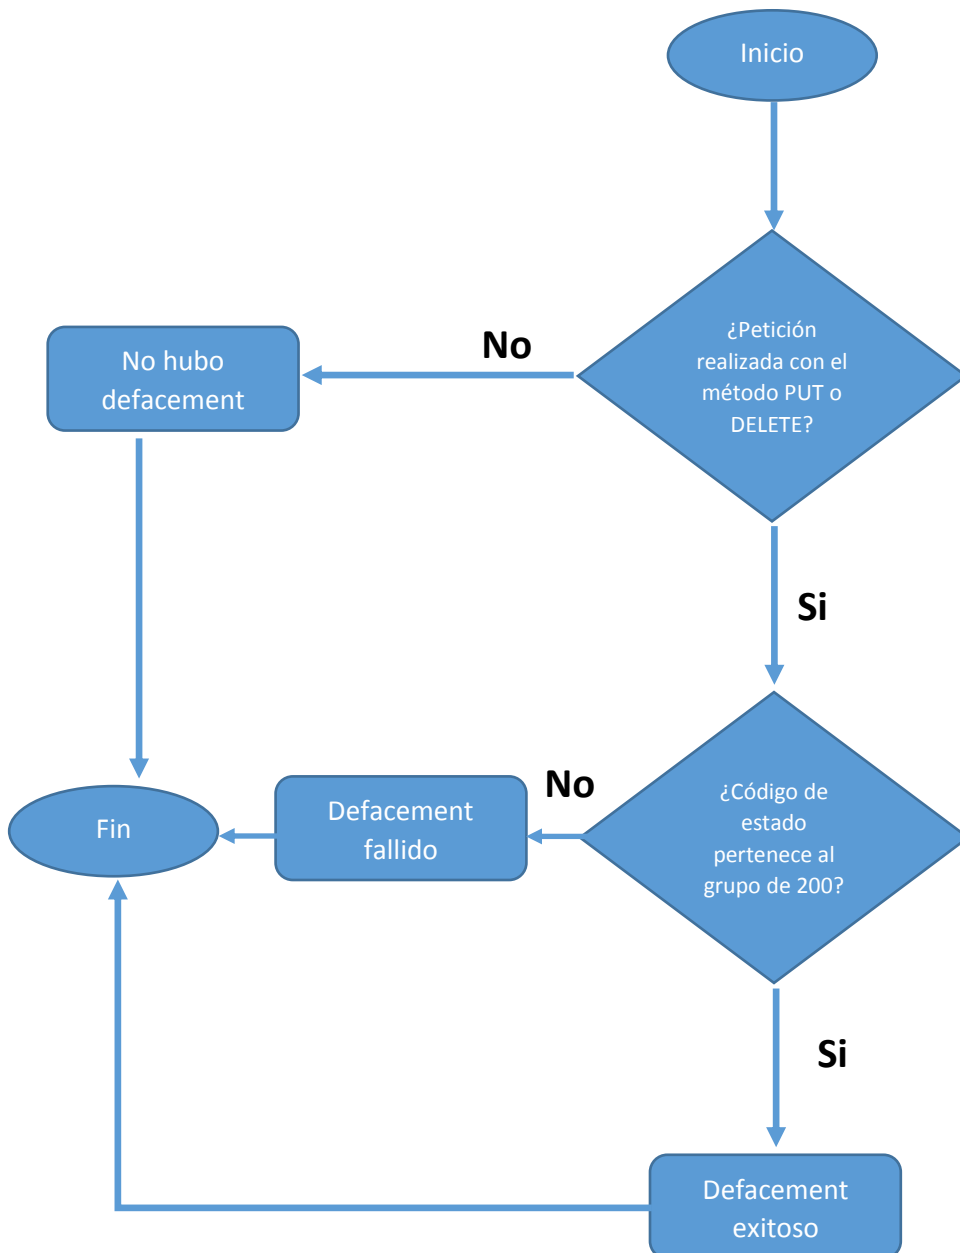 Inicio
¿Petición
realizada con el
método PUT o
DELETE?
No
No hubo
defacement
Si
¿Código de
estado
pertenece al
grupo de 200?
No
Defacement
fallido
Fin
Si
Defacement
exitoso